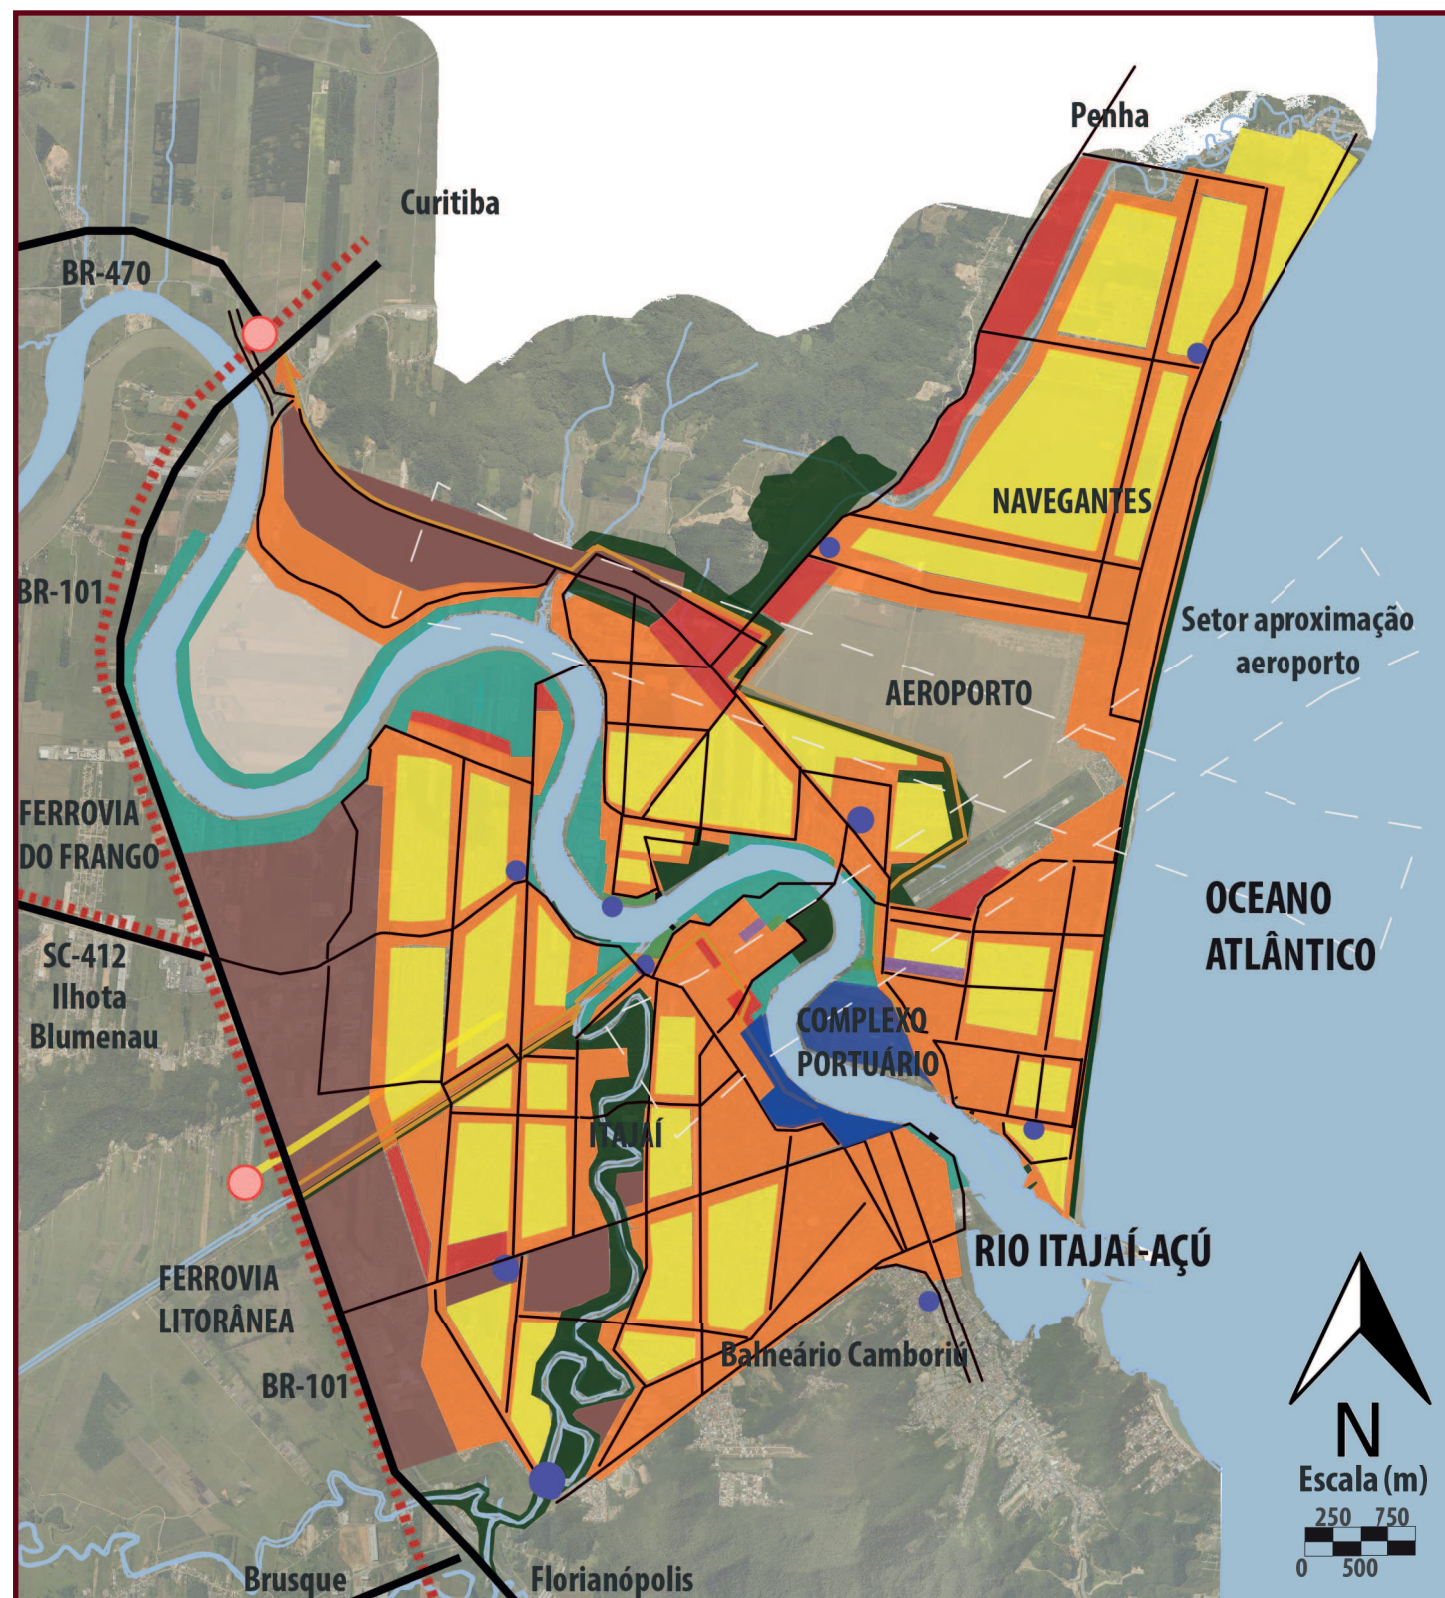 Penha
Curitiba
BR-470
NAVEGANTES
BR-101
Setor aproximação
aeroporto
AEROPORTO
FERROVIA
DO FRANGO
OCEANO
ATLÂNTICO
SC-412
Ilhota
Blumenau
COMPLEXO
PORTUÁRIO
ITAJAÍ
RIO ITAJAÍ-AÇÚ
FERROVIA
LITORÂNEA
Balneário Camboriú
BR-101
N
Escala (m)
250 750
0 500
Brusque
Florianópolis